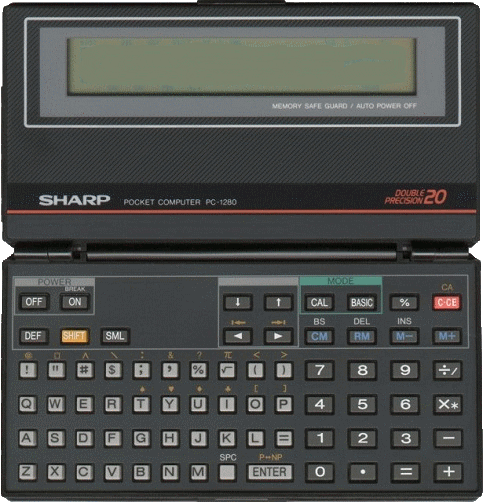 MEMORY SAFE GUARD / AUTO POWER OFF
SHARP POCKET COMPUTER PC-1280 DOUBLE PRECISION 20
POWER MODE
BREAK CA
OFF ON ↓ ↑ CAL BASIC % C·CE
BS DEL INS
DEF SHIFT SML ◄ ► CM RM M− M+
@ □ ∧ \ : & ? π < >
! " # $ ; , % √ ( ) 7 8 9 ÷/
♠ ♥ ♦ ♣ [ ]
Q W E R T Y U I O P 4 5 6 ×*
A S D F G H J K L = 1 2 3 −
SPC P↔NP
Z X C V B N M ENTER 0 • = +